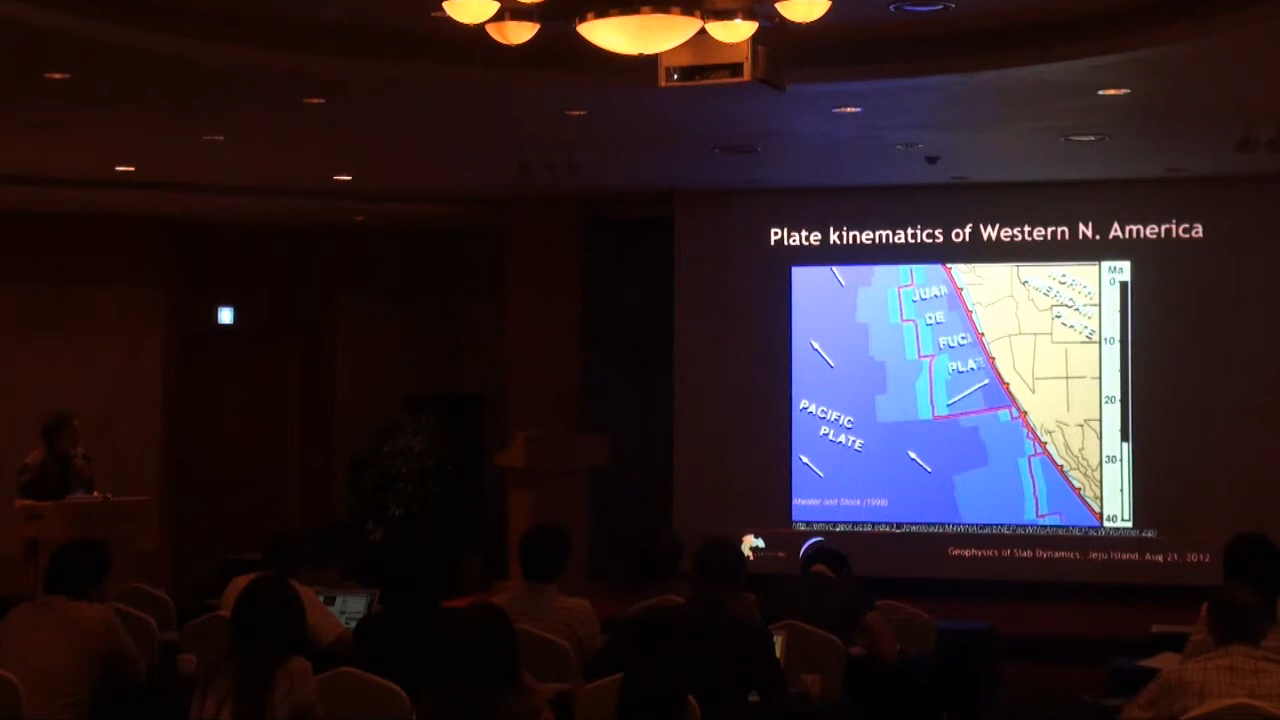 Plate kinematics of Western N. America
Ma
0
JUAN
DE
FUCA
PLATE
NORTH
AMERICAN
PLATE
10
20
PACIFIC
PLATE
30
40
Atwater and Stock (1998)
Geophysics of Slab Dynamics, Jeju Island, Aug 21, 2012